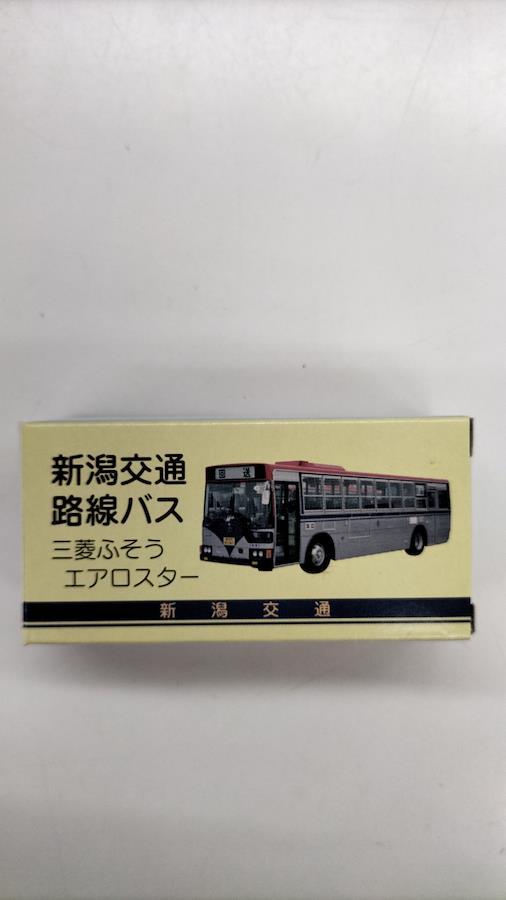 新潟交通
路線バス
三菱ふそう
エアロスター
回送
新潟交通